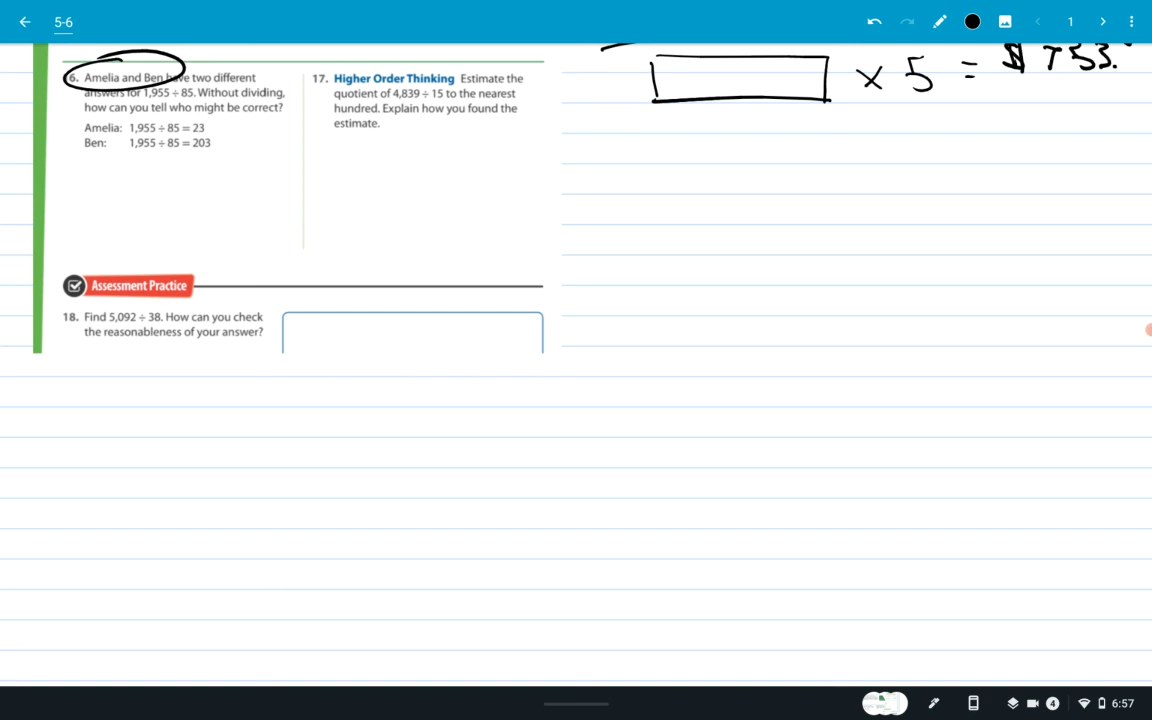 5-6
1
6. Amelia and Ben have two different
answers for 1,955 ÷ 85. Without dividing,
how can you tell who might be correct?
Amelia: 1,955 ÷ 85 = 23
Ben: 1,955 ÷ 85 = 203
17. Higher Order Thinking Estimate the
quotient of 4,839 ÷ 15 to the nearest
hundred. Explain how you found the
estimate.
× 5 = $ 753.
Assessment Practice
18. Find 5,092 ÷ 38. How can you check
the reasonableness of your answer?
4
6:57